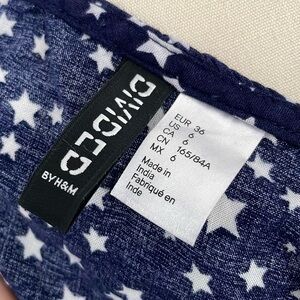 DIVIDED
BY H&M
EUR 36
US 6
CA 6
CN 165/84A
MX 6
Made in
India
Fabriqué en
Inde